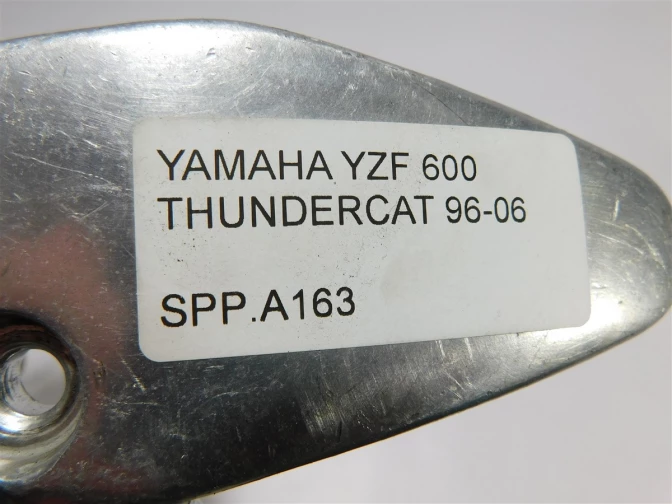 YAMAHA YZF 600
THUNDERCAT 96-06
SPP.A163